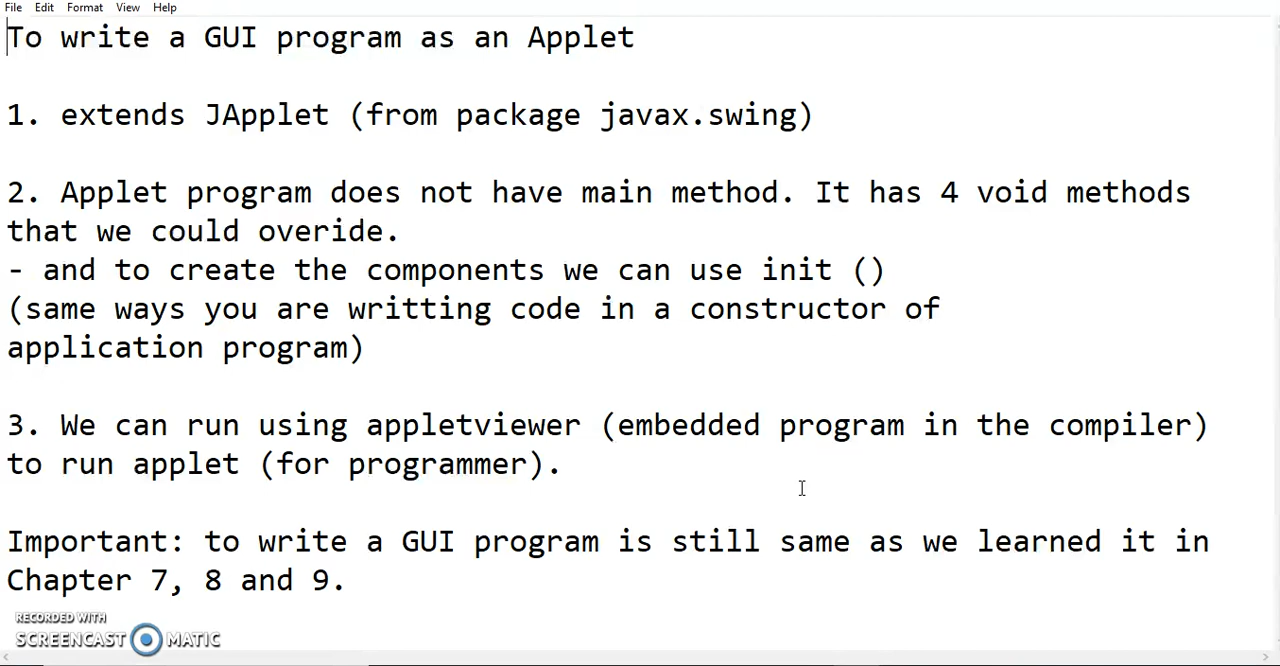 File Edit Format View Help
To write a GUI program as an Applet
1. extends JApplet (from package javax.swing)
2. Applet program does not have main method. It has 4 void methods
that we could overide.
- and to create the components we can use init ()
(same ways you are writting code in a constructor of
application program)
3. We can run using appletviewer (embedded program in the compiler)
to run applet (for programmer).
Important: to write a GUI program is still same as we learned it in
Chapter 7, 8 and 9.
RECORDED WITH
SCREENCAST MATIC